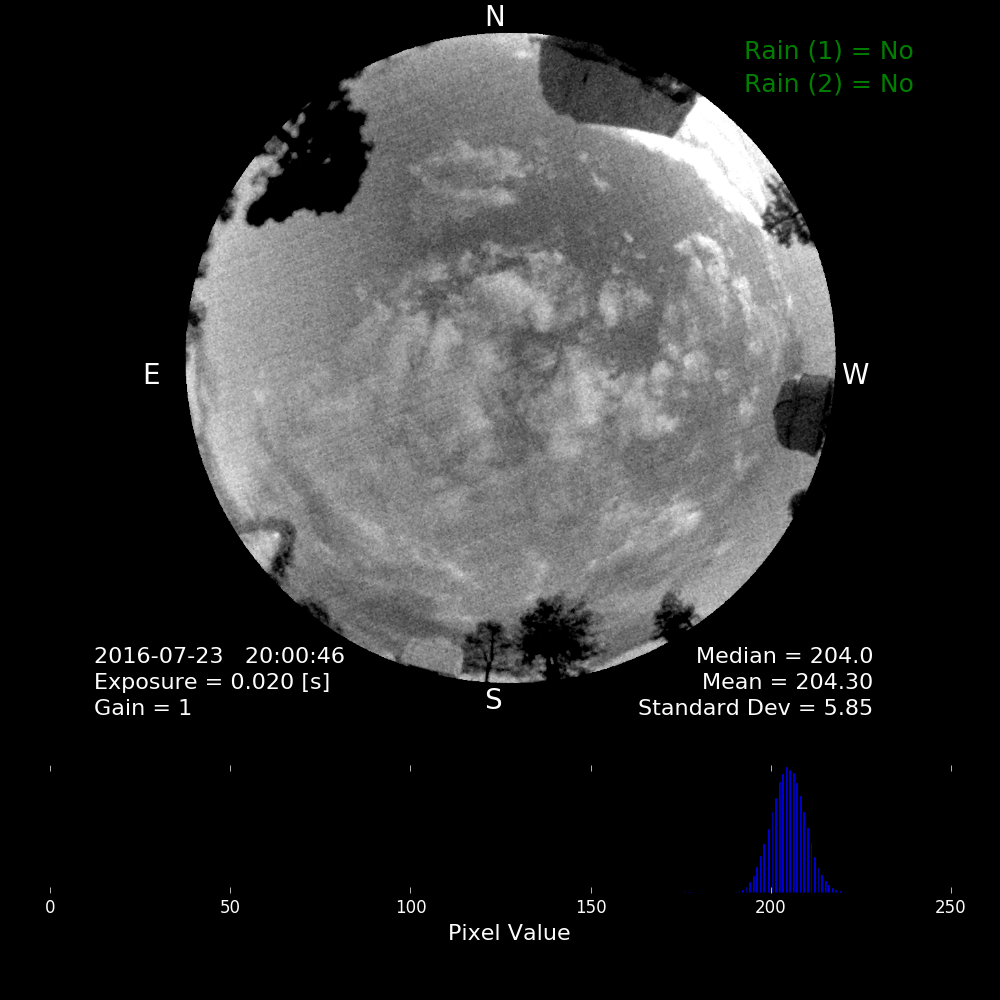 N
Rain (1) = No
Rain (2) = No
E
W
2016-07-23 20:00:46
Exposure = 0.020 [s]
Gain = 1
Median = 204.0
Mean = 204.30
Standard Dev = 5.85
S
0 50 100 150 200 250
Pixel Value